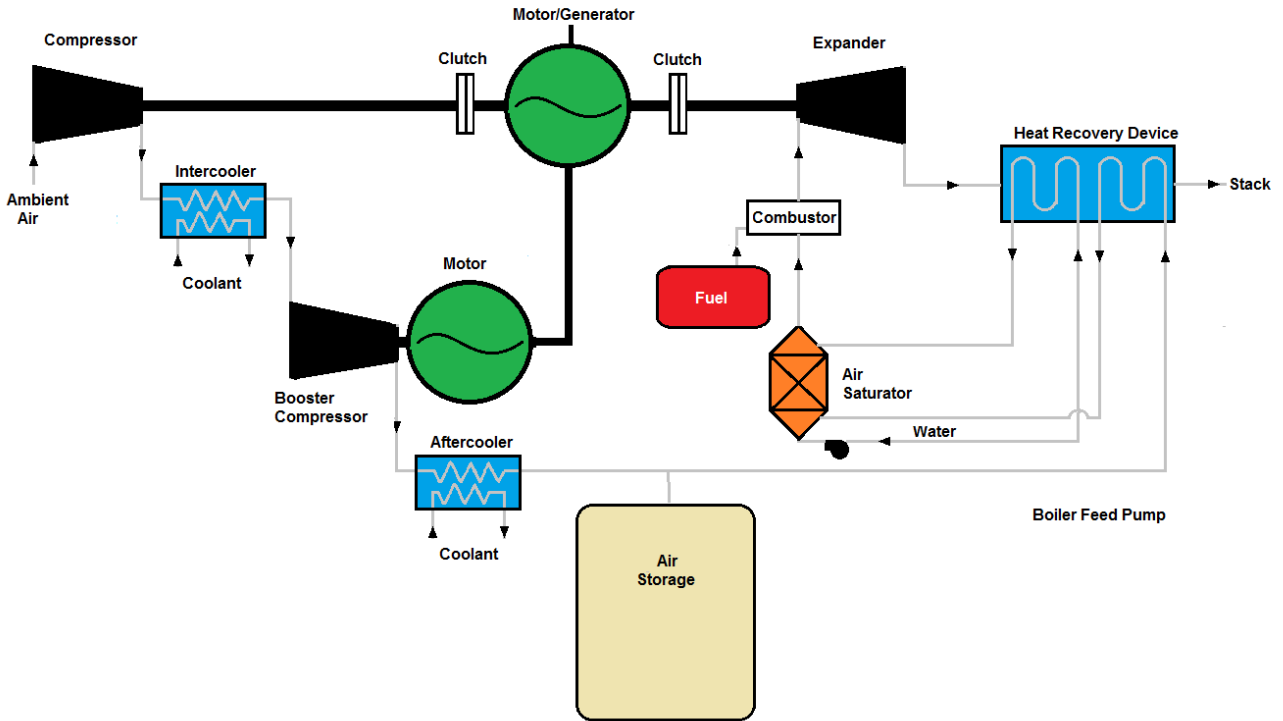 Motor/Generator
Compressor
Clutch
Clutch
Expander
Heat Recovery Device
Intercooler
Ambient
Air
Stack
Combustor
Coolant
Motor
Fuel
Air
Saturator
Booster
Compressor
Water
Aftercooler
Boiler Feed Pump
Coolant
Air
Storage